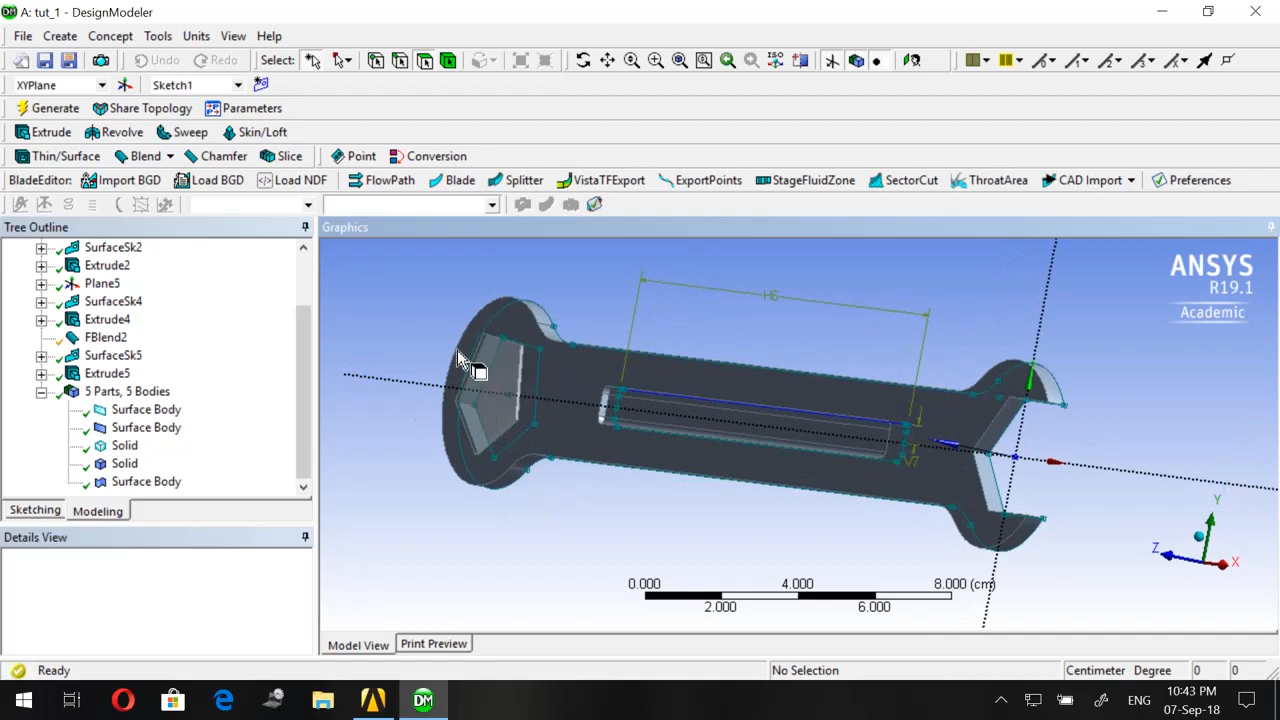 A: tut_1 - DesignModeler
File Create Concept Tools Units View Help
Undo Redo Select:
XYPlane Sketch1
Generate Share Topology Parameters
Extrude Revolve Sweep Skin/Loft
Thin/Surface Blend Chamfer Slice Point Conversion
BladeEditor: Import BGD Load BGD Load NDF FlowPath Blade Splitter VistaTFExport ExportPoints StageFluidZone SectorCut ThroatArea CAD Import Preferences
Tree Outline
SurfaceSk2
Extrude2
Plane5
SurfaceSk4
Extrude4
FBlend2
SurfaceSk5
Extrude5
5 Parts, 5 Bodies
Surface Body
Surface Body
Solid
Solid
Surface Body
Sketching Modeling
Details View
Graphics
ANSYS
R19.1
Academic
H6
V7
Y
Z
X
0.000 4.000 8.000 (cm)
2.000 6.000
Model View Print Preview
Ready No Selection Centimeter Degree 0 0
DM ENG 10:43 PM
07-Sep-18